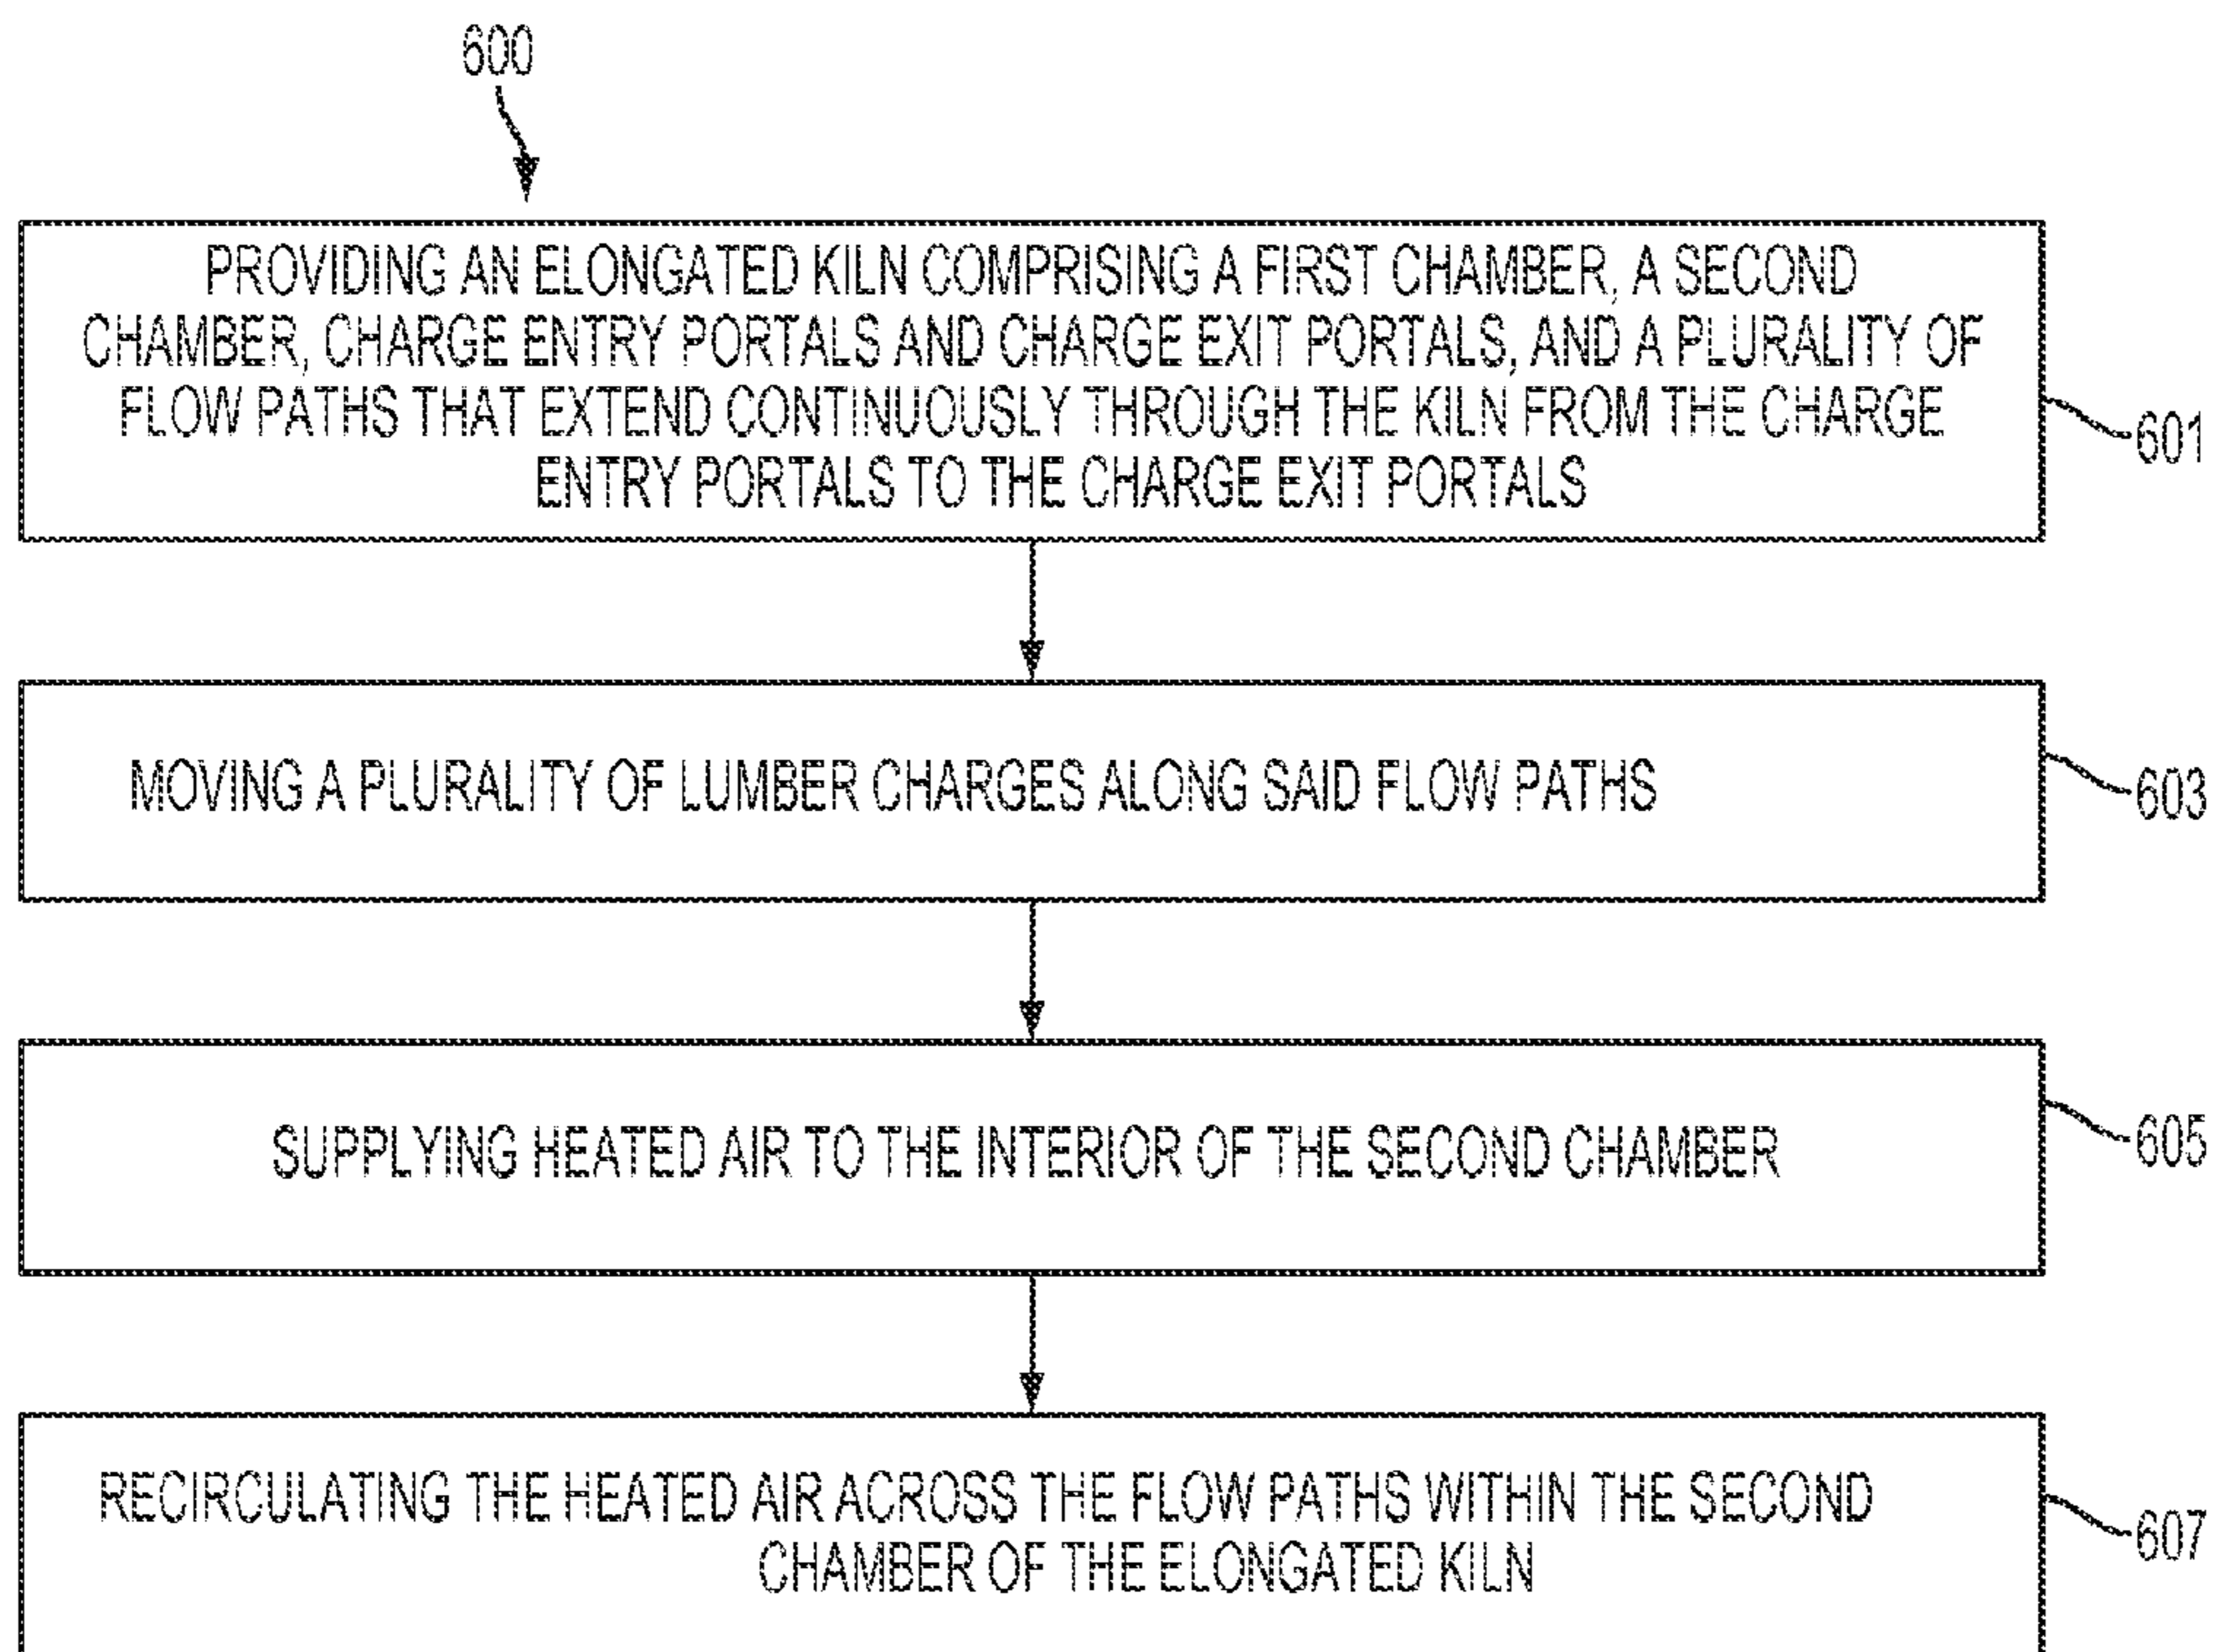 600
PROVIDING AN ELONGATED KILN COMPRISING A FIRST CHAMBER, A SECOND
CHAMBER, CHARGE ENTRY PORTALS AND CHARGE EXIT PORTALS, AND A PLURALITY OF
FLOW PATHS THAT EXTEND CONTINUOUSLY THROUGH THE KILN FROM THE CHARGE
ENTRY PORTALS TO THE CHARGE EXIT PORTALS
601
MOVING A PLURALITY OF LUMBER CHARGES ALONG SAID FLOW PATHS
603
SUPPLYING HEATED AIR TO THE INTERIOR OF THE SECOND CHAMBER
605
RECIRCULATING THE HEATED AIR ACROSS THE FLOW PATHS WITHIN THE SECOND
CHAMBER OF THE ELONGATED KILN
607